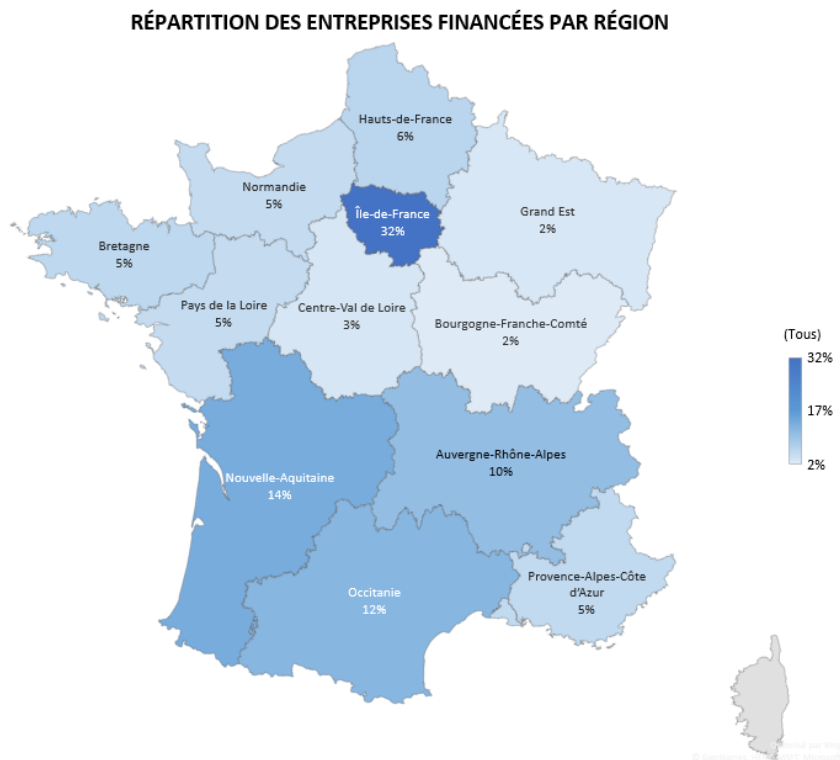 RÉPARTITION DES ENTREPRISES FINANCÉES PAR RÉGION
Hauts-de-France
6%
Normandie
5%
Île-de-France
32%
Grand Est
2%
Bretagne
5%
Pays de la Loire
5%
Centre-Val de Loire
3%
Bourgogne-Franche-Comté
2%
(Tous)
32%
17%
2%
Auvergne-Rhône-Alpes
10%
Nouvelle-Aquitaine
14%
Occitanie
12%
Provence-Alpes-Côte
d'Azur
5%